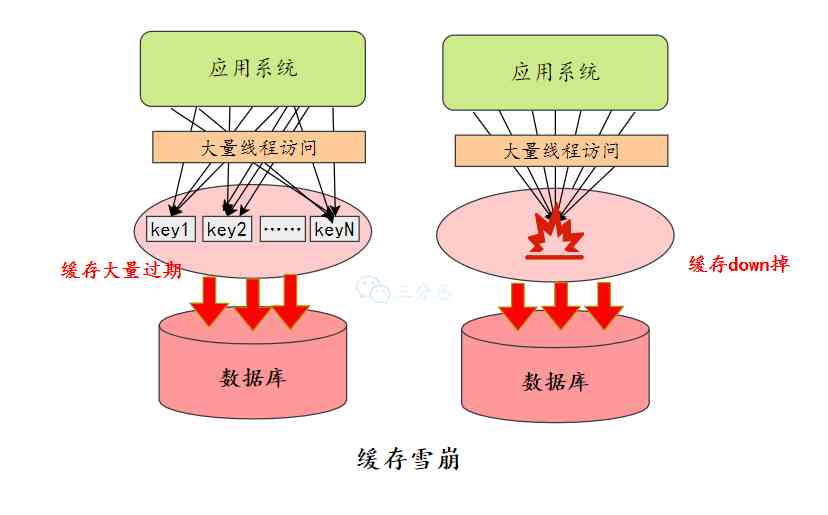 应用系统
大量线程访问
key1 key2 …… keyN
缓存大量过期
数据库
应用系统
大量线程访问
缓存down掉
数据库
三分恶
缓存雪崩